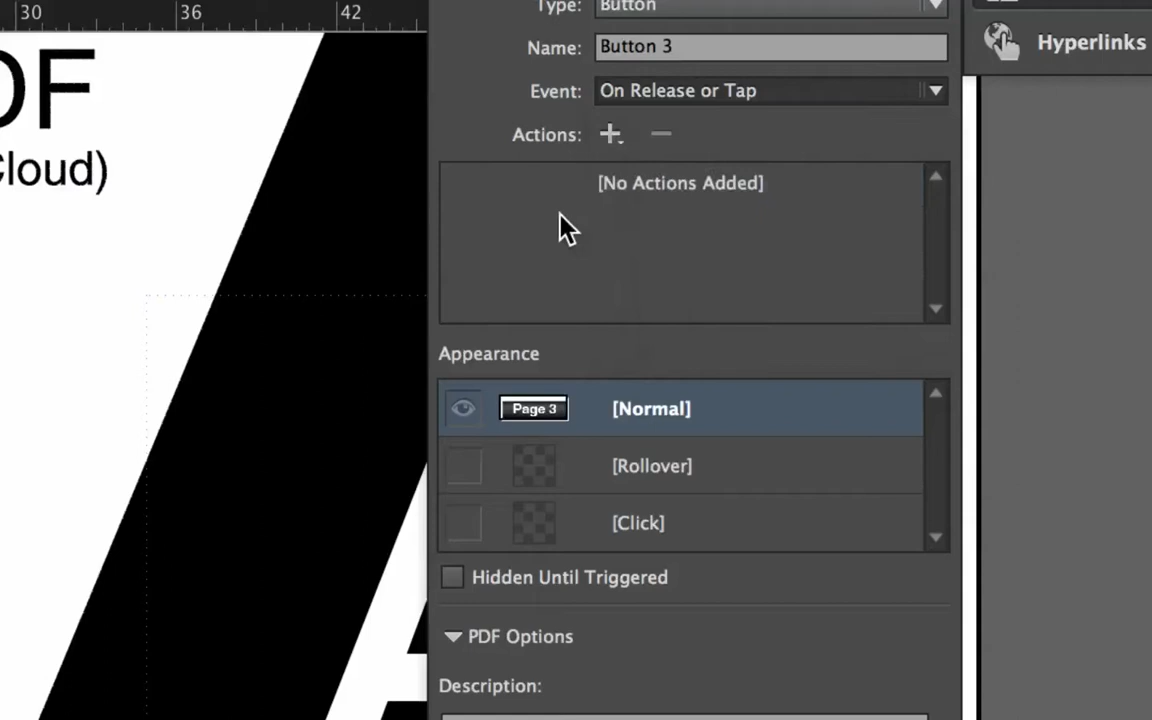 30
36
42
Type: Button
Name: Button 3
Hyperlinks
Event: On Release or Tap
Actions:
[No Actions Added]
DF
Cloud)
Appearance
Page 3
[Normal]
[Rollover]
[Click]
Hidden Until Triggered
PDF Options
Description: